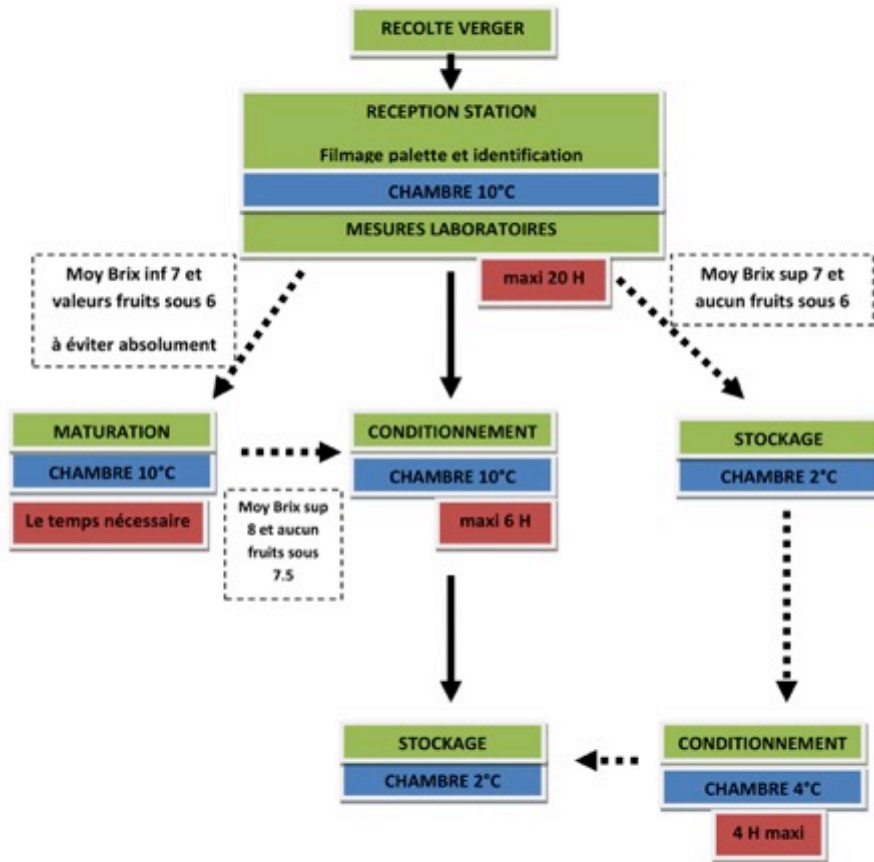 RECOLTE VERGER
RECEPTION STATION
Filmage palette et identification
CHAMBRE 10°C
MESURES LABORATOIRES
maxi 20 H
Moy Brix inf 7 et
valeurs fruits sous 6
à éviter absolument
Moy Brix sup 7 et
aucun fruits sous 6
MATURATION
CHAMBRE 10°C
Le temps nécessaire
Moy Brix sup
8 et aucun
fruits sous
7.5
CONDITIONNEMENT
CHAMBRE 10°C
maxi 6 H
STOCKAGE
CHAMBRE 2°C
STOCKAGE
CHAMBRE 2°C
CONDITIONNEMENT
CHAMBRE 4°C
4 H maxi